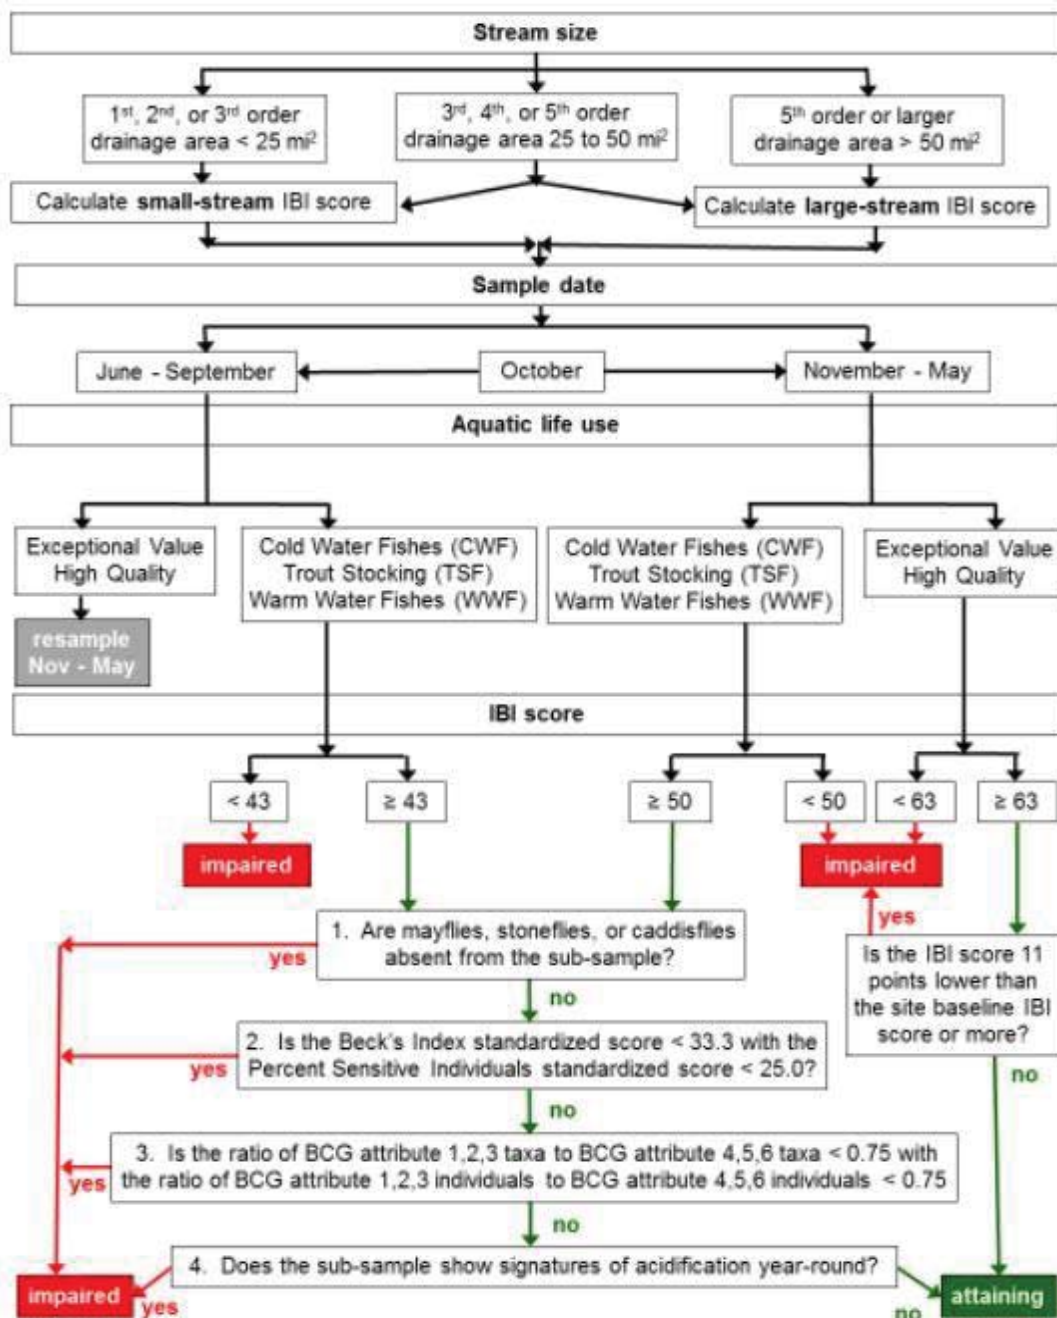 Stream size
1st, 2nd, or 3rd order
drainage area < 25 mi²
3rd, 4th, or 5th order
drainage area 25 to 50 mi²
5th order or larger
drainage area > 50 mi²
Calculate small-stream IBI score
Calculate large-stream IBI score
Sample date
June - September
October
November - May
Aquatic life use
Exceptional Value
High Quality
Cold Water Fishes (CWF)
Trout Stocking (TSF)
Warm Water Fishes (WWF)
Cold Water Fishes (CWF)
Trout Stocking (TSF)
Warm Water Fishes (WWF)
Exceptional Value
High Quality
resample
Nov - May
IBI score
< 43
≥ 43
≥ 50
< 50
< 63
≥ 63
impaired
impaired
yes
1. Are mayflies, stoneflies, or caddisflies
absent from the sub-sample?
yes
no
Is the IBI score 11
points lower than
the site baseline IBI
score or more?
no
2. Is the Beck's Index standardized score < 33.3 with the
Percent Sensitive Individuals standardized score < 25.0?
yes
no
3. Is the ratio of BCG attribute 1,2,3 taxa to BCG attribute 4,5,6 taxa < 0.75 with
the ratio of BCG attribute 1,2,3 individuals to BCG attribute 4,5,6 individuals < 0.75
yes
no
4. Does the sub-sample show signatures of acidification year-round?
impaired
yes
no
attaining